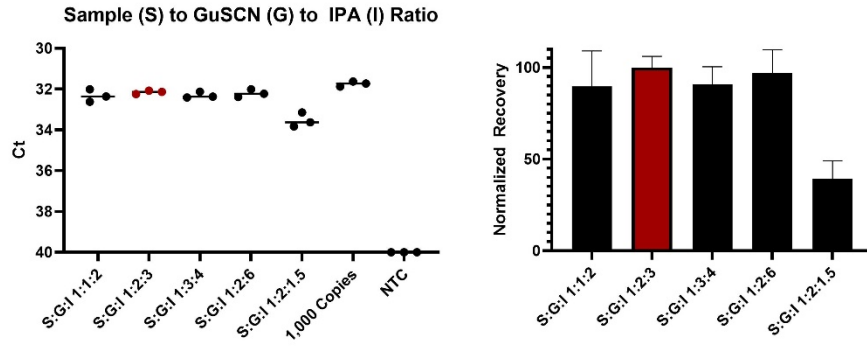 Sample (S) to GuSCN (G) to IPA (I) Ratio
30
32
34
36
38
40
Ct
S:G:I 1:1:2
S:G:I 1:2:3
S:G:I 1:3:4
S:G:I 1:2:6
S:G:I 1:2:1.5
1,000 Copies
NTC
100
50
0
Normalized Recovery
S:G:I 1:1:2
S:G:I 1:2:3
S:G:I 1:3:4
S:G:I 1:2:6
S:G:I 1:2:1.5